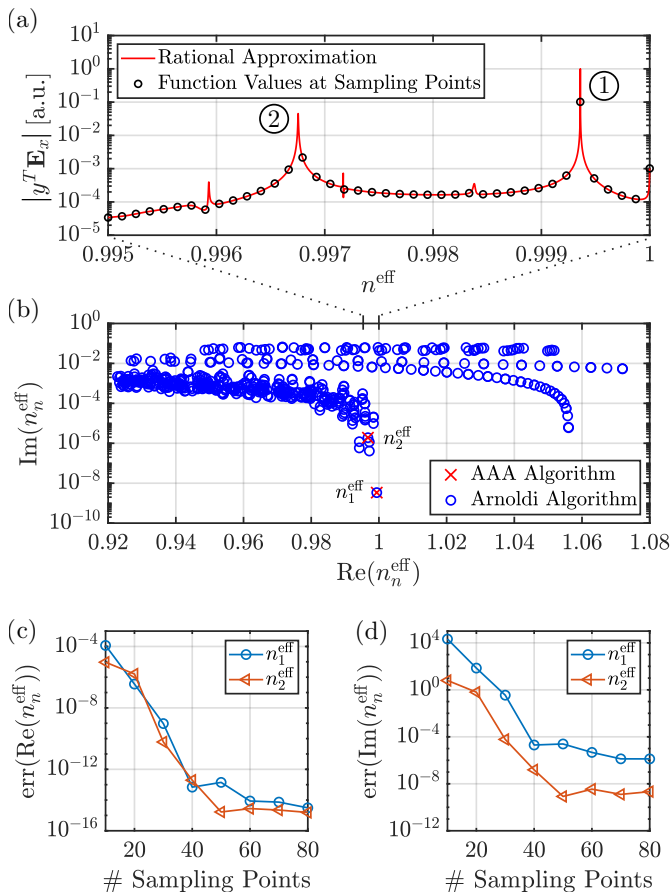 (a)
|y^T E_x| [a.u.]
10^0
10^-1
10^-2
10^-3
10^-4
10^-5
Rational Approximation
Function Values at Sampling Points
2
1
0.995 0.996 0.997 0.998 0.999 1
n^eff
(b)
Im(n_n^eff)
10^0
10^-2
10^-4
10^-6
10^-8
10^-10
n_2^eff
n_1^eff
AAA Algorithm
Arnoldi Algorithm
0.92 0.94 0.96 0.98 1 1.02 1.04 1.06 1.08
Re(n_n^eff)
(c)
err(Re(n_n^eff))
10^-4
10^-8
10^-12
10^-16
n_1^eff
n_2^eff
20 40 60 80
# Sampling Points
(d)
err(Im(n_n^eff))
10^4
10^0
10^-4
10^-8
10^-12
n_1^eff
n_2^eff
20 40 60 80
# Sampling Points